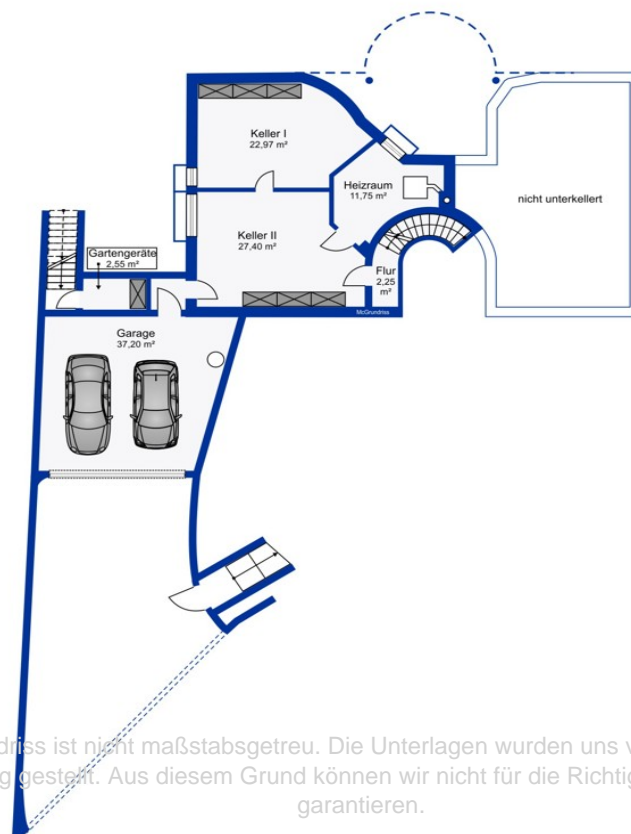 Keller I
22,97 m²
Heizraum
11,75 m²
nicht unterkellert
Keller II
27,40 m²
Gartengeräte
2,55 m²
Flur
2,25
m²
McGrundriss
Garage
37,20 m²
ist nicht maßstabsgetreu. Die Unterlagen wurden uns
gestellt. Aus diesem Grund können wir nicht für die
garantieren.